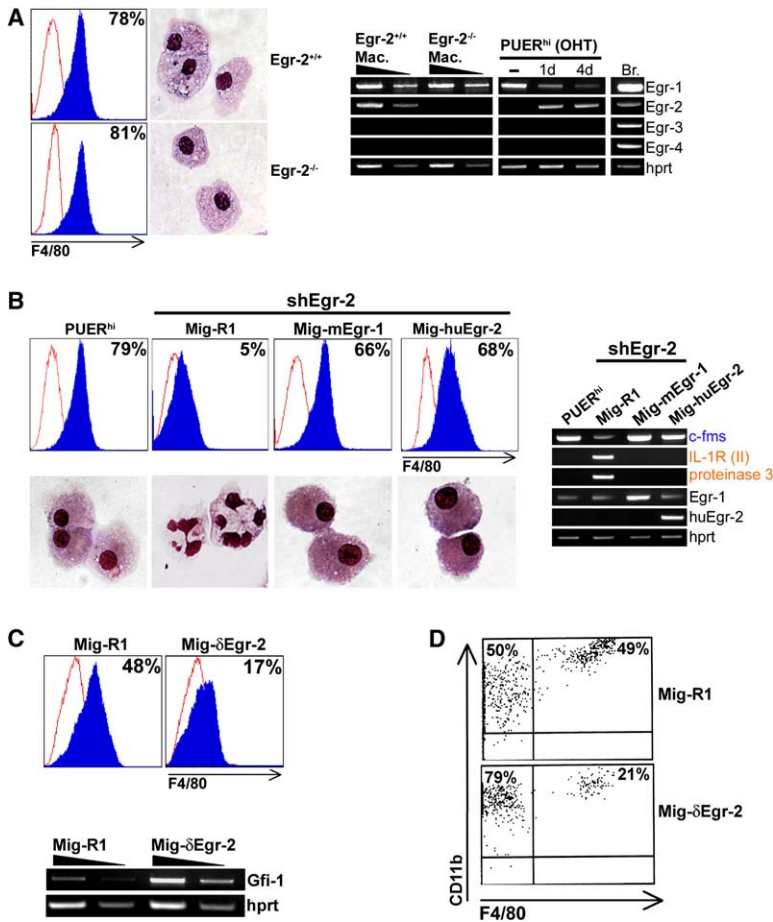 A
78%
Egr-2+/+
81%
Egr-2-/-
F4/80
Egr-2+/+ Mac.
Egr-2-/- Mac.
PUERhi (OHT)
– 1d 4d
Br.
Egr-1
Egr-2
Egr-3
Egr-4
hprt
B
shEgr-2
PUERhi
Mig-R1
Mig-mEgr-1
Mig-huEgr-2
79%
5%
66%
68%
F4/80
shEgr-2
PUERhi
Mig-R1
Mig-mEgr-1
Mig-huEgr-2
c-fms
IL-1R (II)
proteinase 3
Egr-1
huEgr-2
hprt
C
Mig-R1
Mig-δEgr-2
48%
17%
F4/80
Mig-R1
Mig-δEgr-2
Gfi-1
hprt
D
50%
49%
Mig-R1
79%
21%
Mig-δEgr-2
CD11b
F4/80